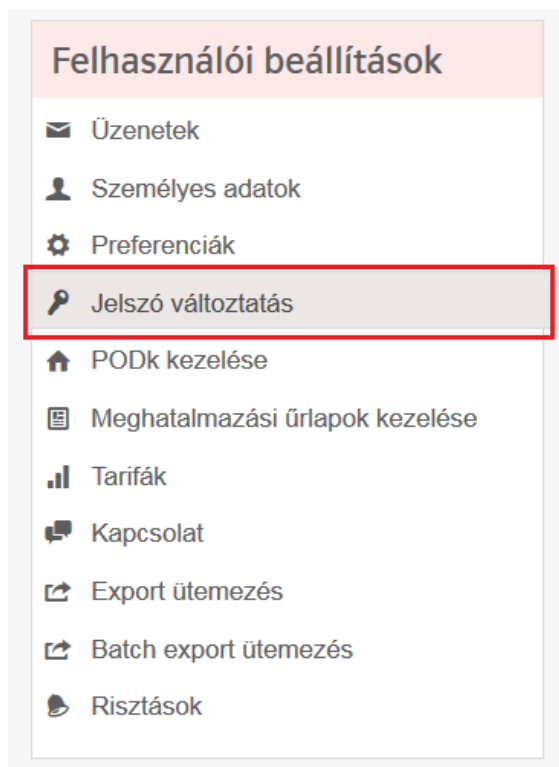 Felhasználói beállítások
Üzenetek
Személyes adatok
Preferenciák
Jelszó változtatás
PODk kezelése
Meghatalmazási űrlapok kezelése
Tarifák
Kapcsolat
Export ütemezés
Batch export ütemezés
Risztások